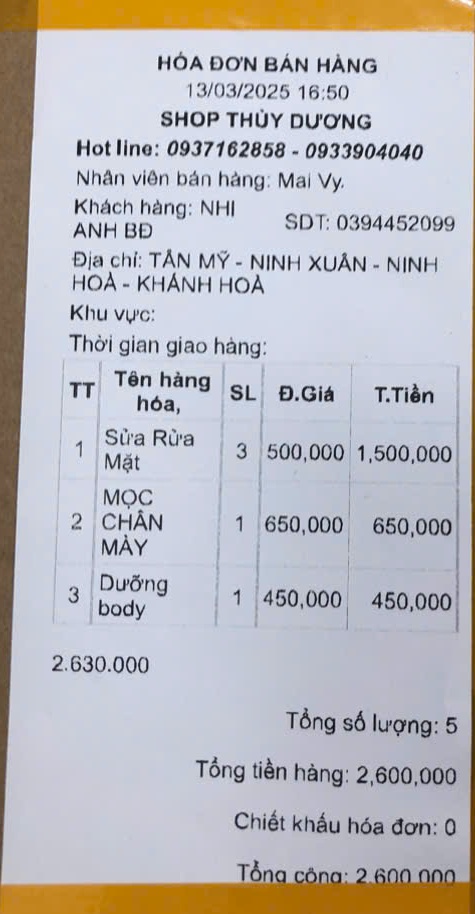 HÓA ĐƠN BÁN HÀNG
13/03/2025 16:50
SHOP THÙY DƯƠNG
Hot line: 0937162858 - 0933904040
Nhân viên bán hàng: Mai Vy.
Khách hàng: NHI ANH BĐ
SDT: 0394452099
Địa chỉ: TÂN MỸ - NINH XUÂN - NINH
HOÀ - KHÁNH HOÀ
Khu vực:
Thời gian giao hàng:
TT Tên hàng hóa, SL Đ.Giá T.Tiền
1 Sửa Rửa Mặt 3 500,000 1,500,000
2 MỌC CHÂN MÀY 1 650,000 650,000
3 Dưỡng body 1 450,000 450,000
2.630.000
Tổng số lượng: 5
Tổng tiền hàng: 2,600,000
Chiết khấu hóa đơn: 0
Tổng cộng: 2,600,000